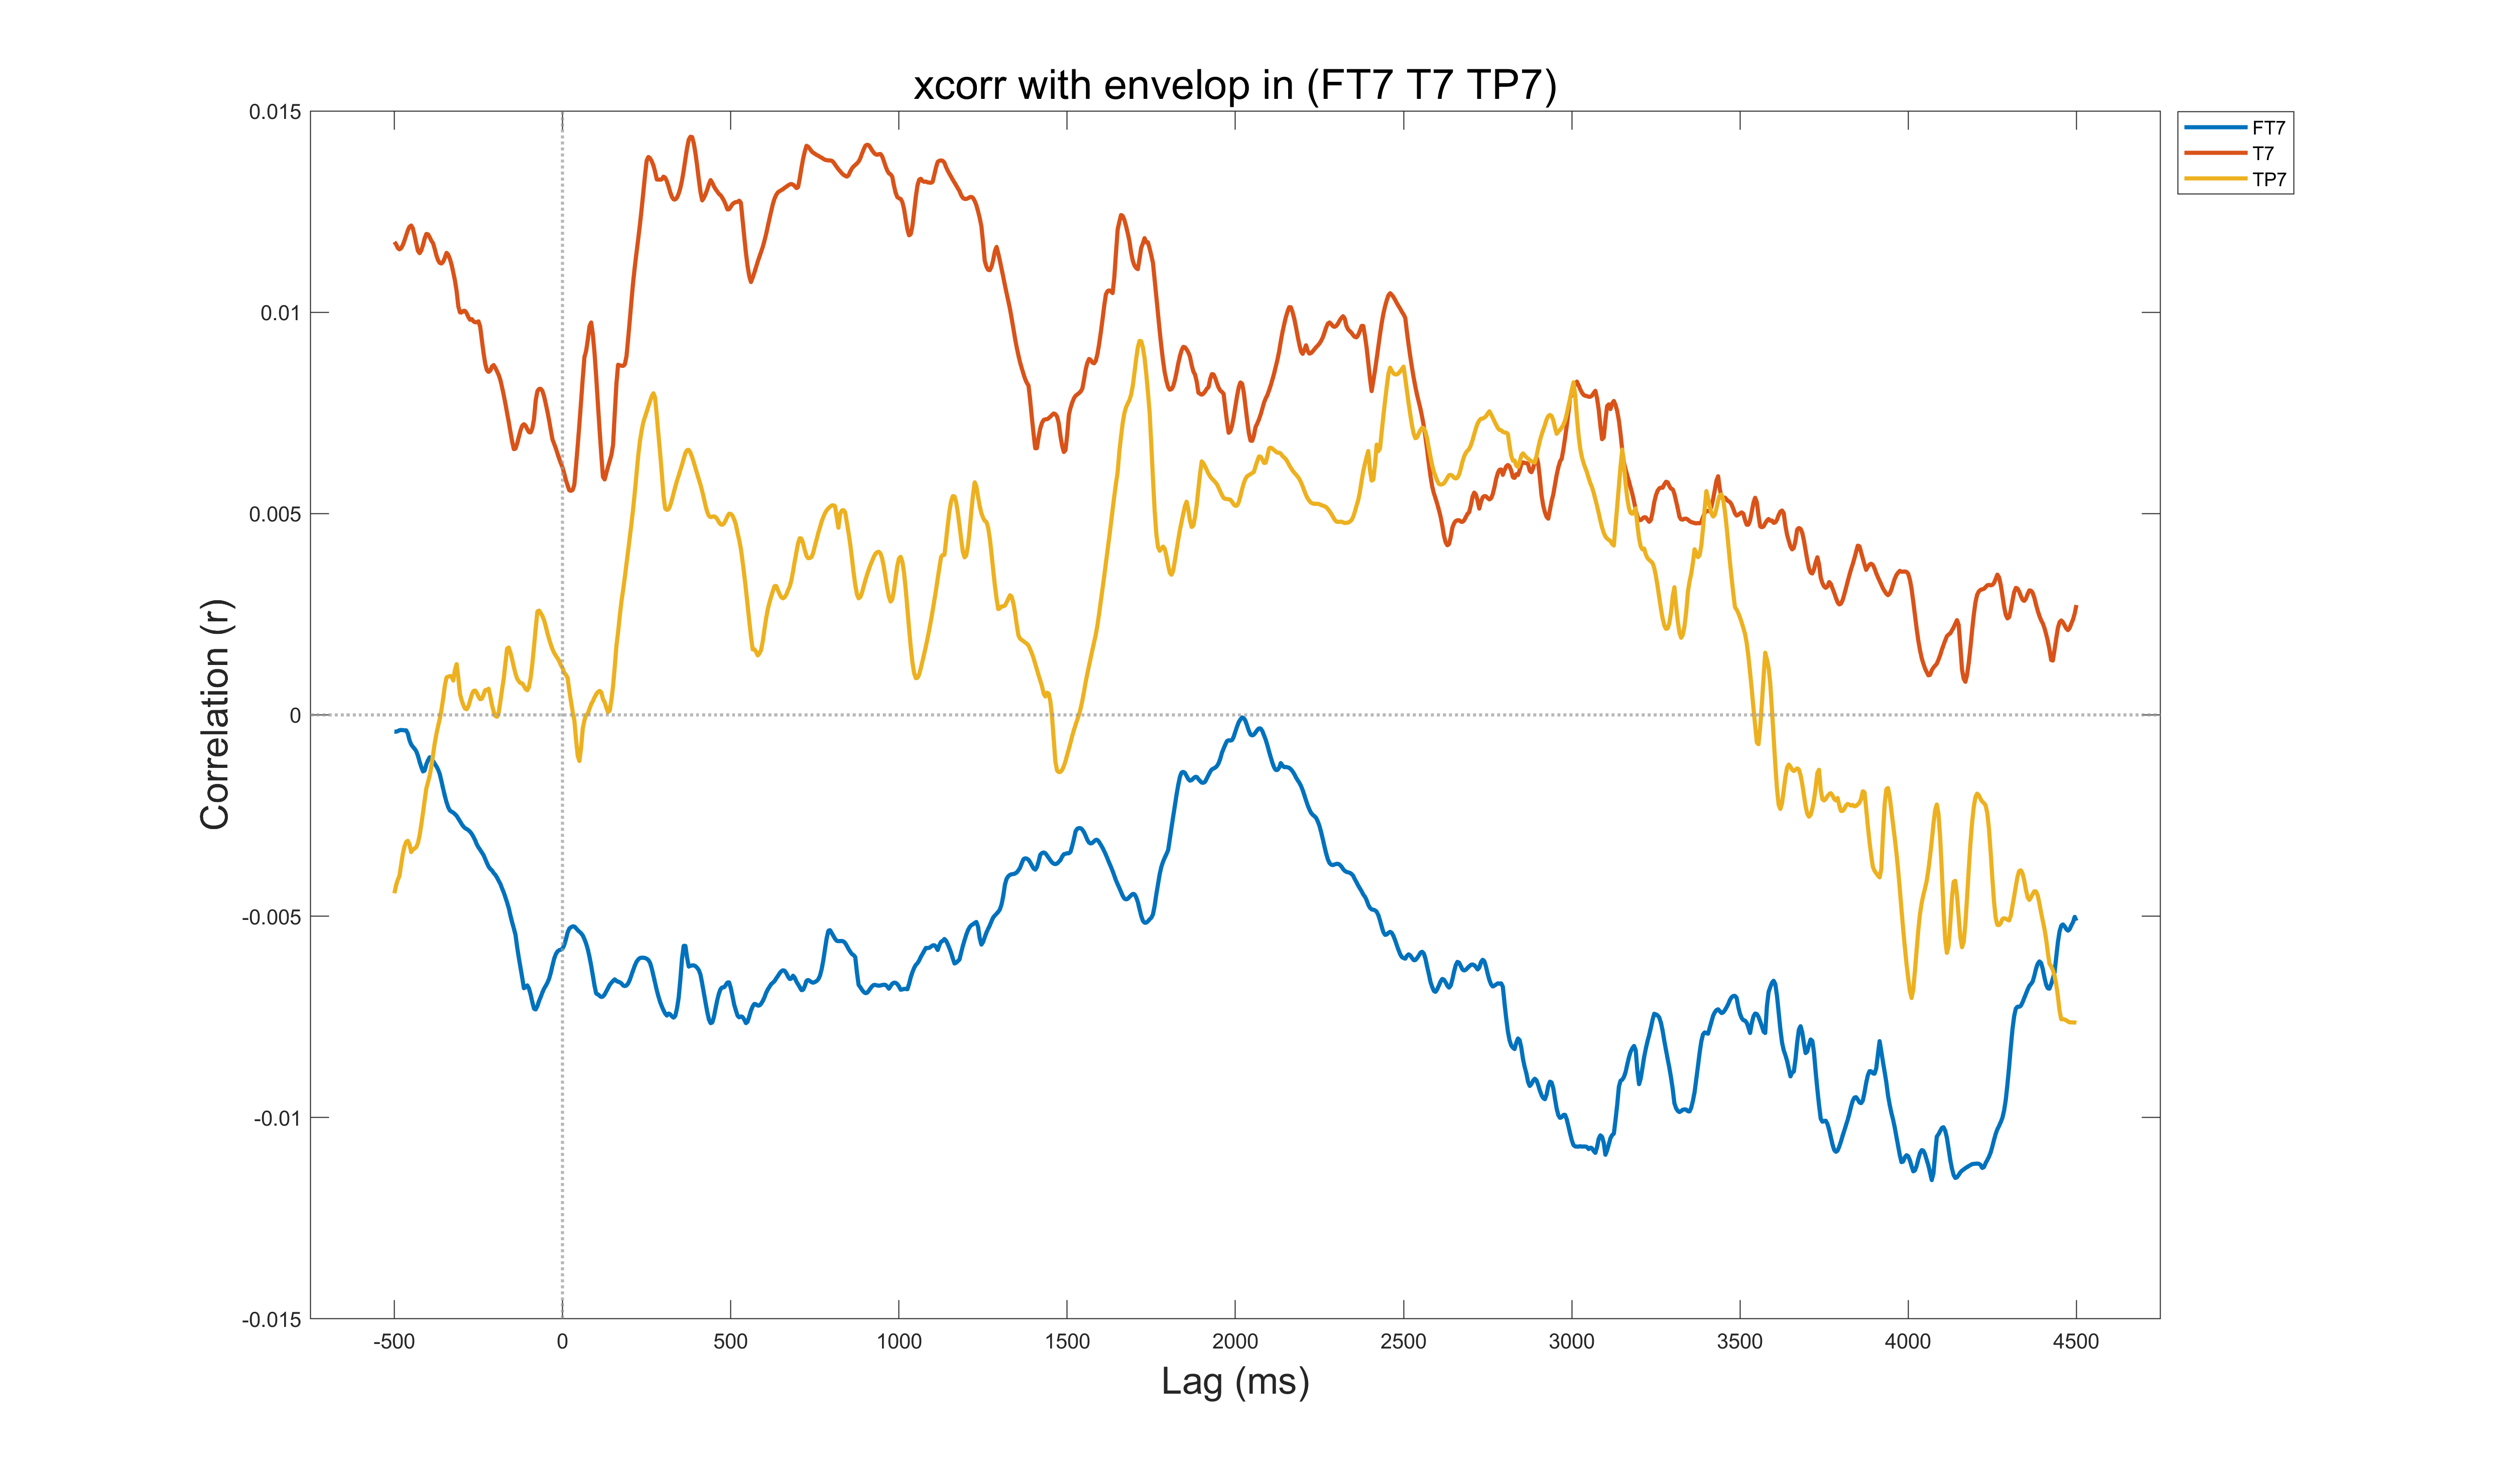 xcorr with envelop in (FT7 T7 TP7)
FT7
T7
TP7
0.015
0.01
0.005
0
-0.005
-0.01
-0.015
Correlation (r)
-500 0 500 1000 1500 2000 2500 3000 3500 4000 4500
Lag (ms)